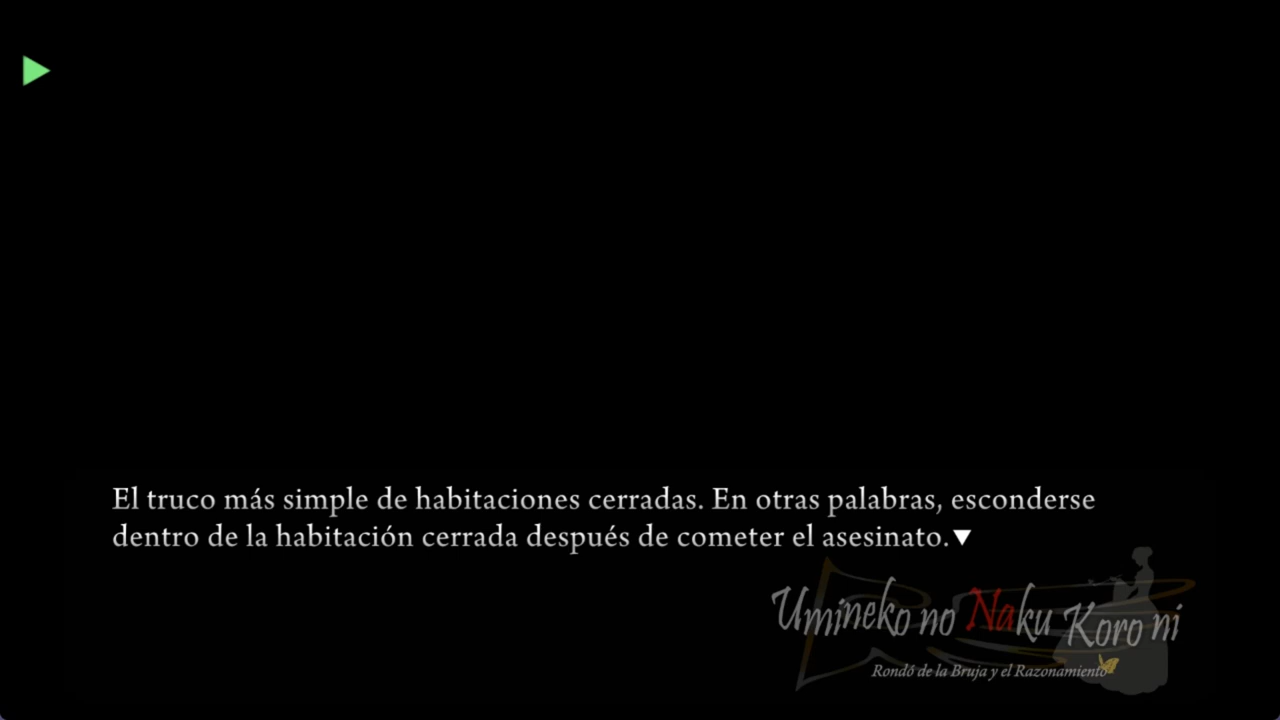 El truco más simple de habitaciones cerradas. En otras palabras, esconderse
dentro de la habitación cerrada después de cometer el asesinato.
Umineko no Naku Koro ni
Rondó de la Bruja y el Razonamiento